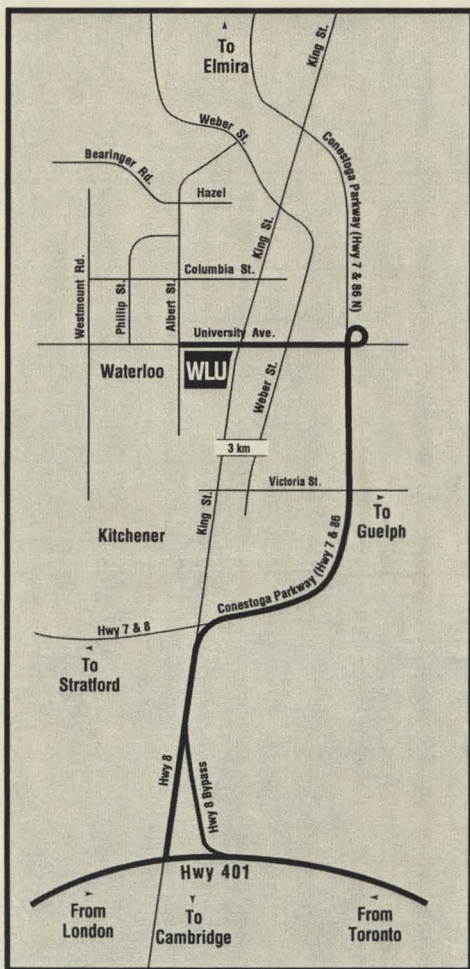 King St.
To
Elmira
Weber St.
Conestoga Parkway (Hwy 7 & 86 N)
Bearinger Rd.
Hazel
King St.
Westmount Rd.
Phillip St.
Albert St.
Columbia St.
University Ave.
Waterloo
WLU
Weber St.
3 km
Victoria St.
King St.
To
Guelph
Kitchener
Conestoga Parkway (Hwy 7 & 86
Hwy 7 & 8
To
Stratford
Hwy 8
Hwy 8 Bypass
Hwy 401
From
London
To
Cambridge
From
Toronto